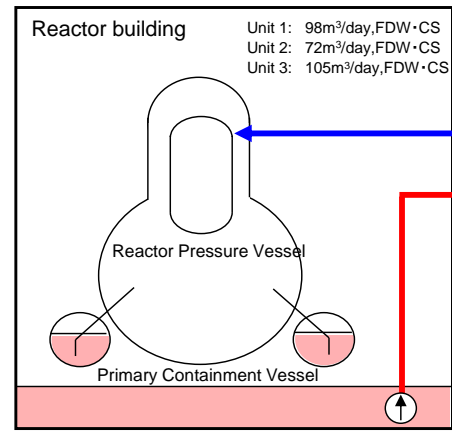 Reactor building
Unit 1: 98m³/day,FDW・CS
Unit 2: 72m³/day,FDW・CS
Unit 3: 105m³/day,FDW・CS
Reactor Pressure Vessel
Primary Containment Vessel